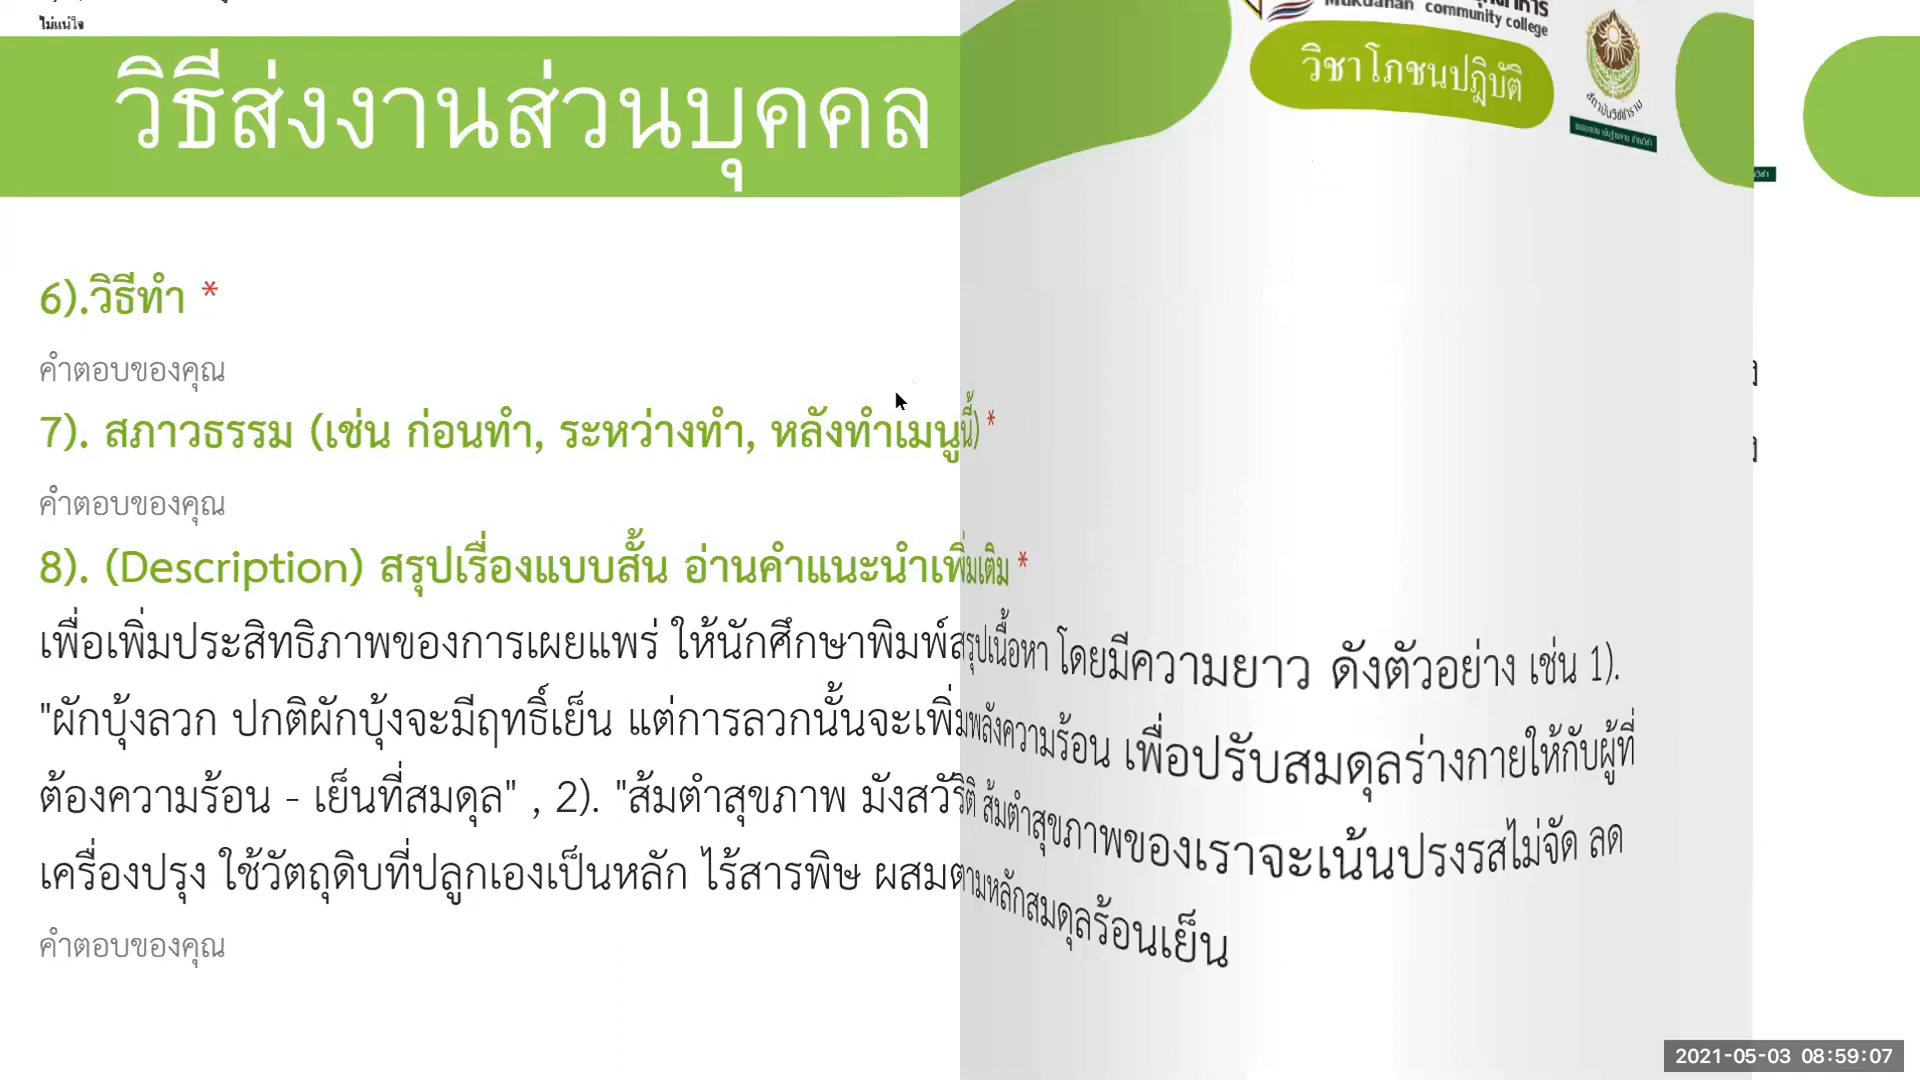 ไม่แน่ใจ
Mukdahan community college
วิธีส่งงานส่วนบุคคล
วิชาโภชนปฏิบัติ
6).วิธีทำ *
คำตอบของคุณ
7). สภาวธรรม (เช่น ก่อนทำ, ระหว่างทำ, หลังทำเมนูนี้) *
คำตอบของคุณ
8). (Description) สรุปเรื่องแบบสั้น อ่านคำแนะนำเพิ่มเติม *
เพื่อเพิ่มประสิทธิภาพของการเผยแพร่ ให้นักศึกษาพิมพ์สรุปเนื้อหา โดยมีความยาว ดังตัวอย่าง เช่น 1).
"ผักบุ้งลวก ปกติผักบุ้งจะมีฤทธิ์เย็น แต่การลวกนั้นจะเพิ่มพลังความร้อน เพื่อปรับสมดุลร่างกายให้กับผู้ที่
ต้องความร้อน - เย็นที่สมดุล" , 2). "ส้มตำสุขภาพ มังสวิรัติ ส้มตำสุขภาพของเราจะเน้นปรุงรสไม่จัด ลด
เครื่องปรุง ใช้วัตถุดิบที่ปลูกเองเป็นหลัก ไร้สารพิษ ผสมตามหลักสมดุลร้อนเย็น
คำตอบของคุณ
2021-05-03 08:59:07